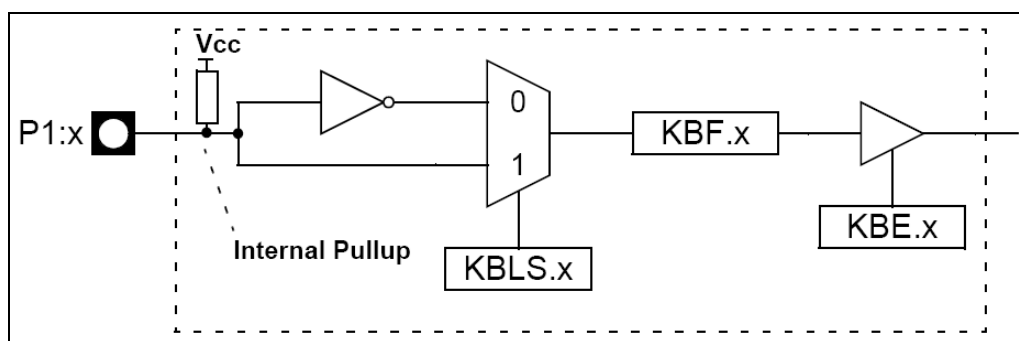 Vcc
P1:x
0
1
KBF.x
KBE.x
KBLS.x
Internal Pullup